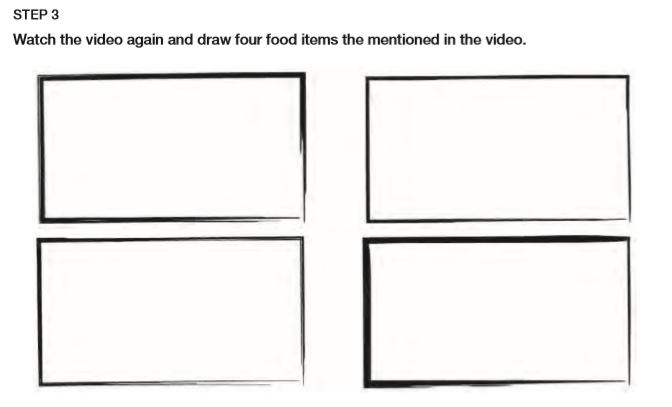 STEP 3
Watch the video again and draw four food items the mentioned in the video.